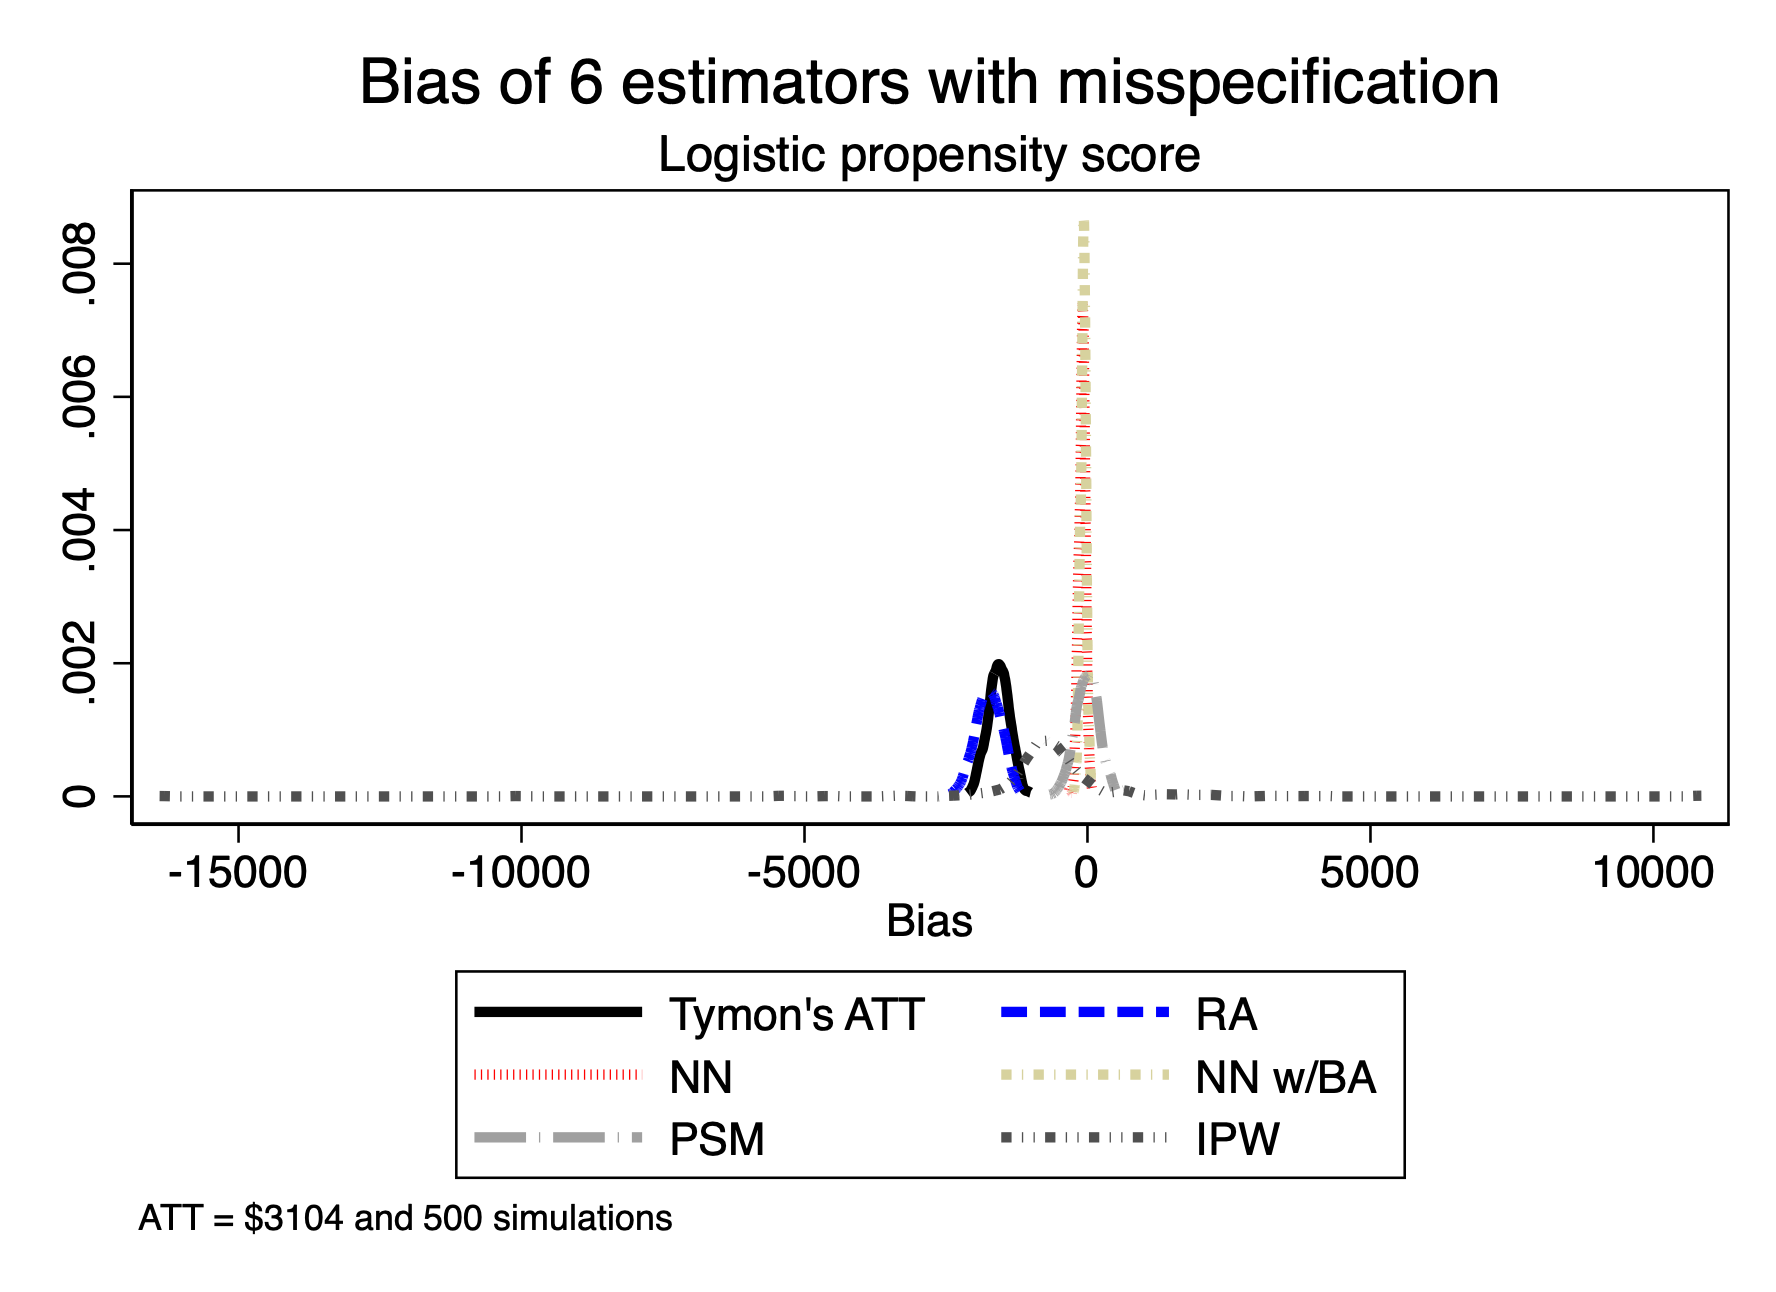 Bias of 6 estimators with misspecification
Logistic propensity score
.008
.006
.004
.002
0
-15000 -10000 -5000 0 5000 10000
Bias
Tymon's ATT RA
NN NN w/BA
PSM IPW
ATT = $3104 and 500 simulations